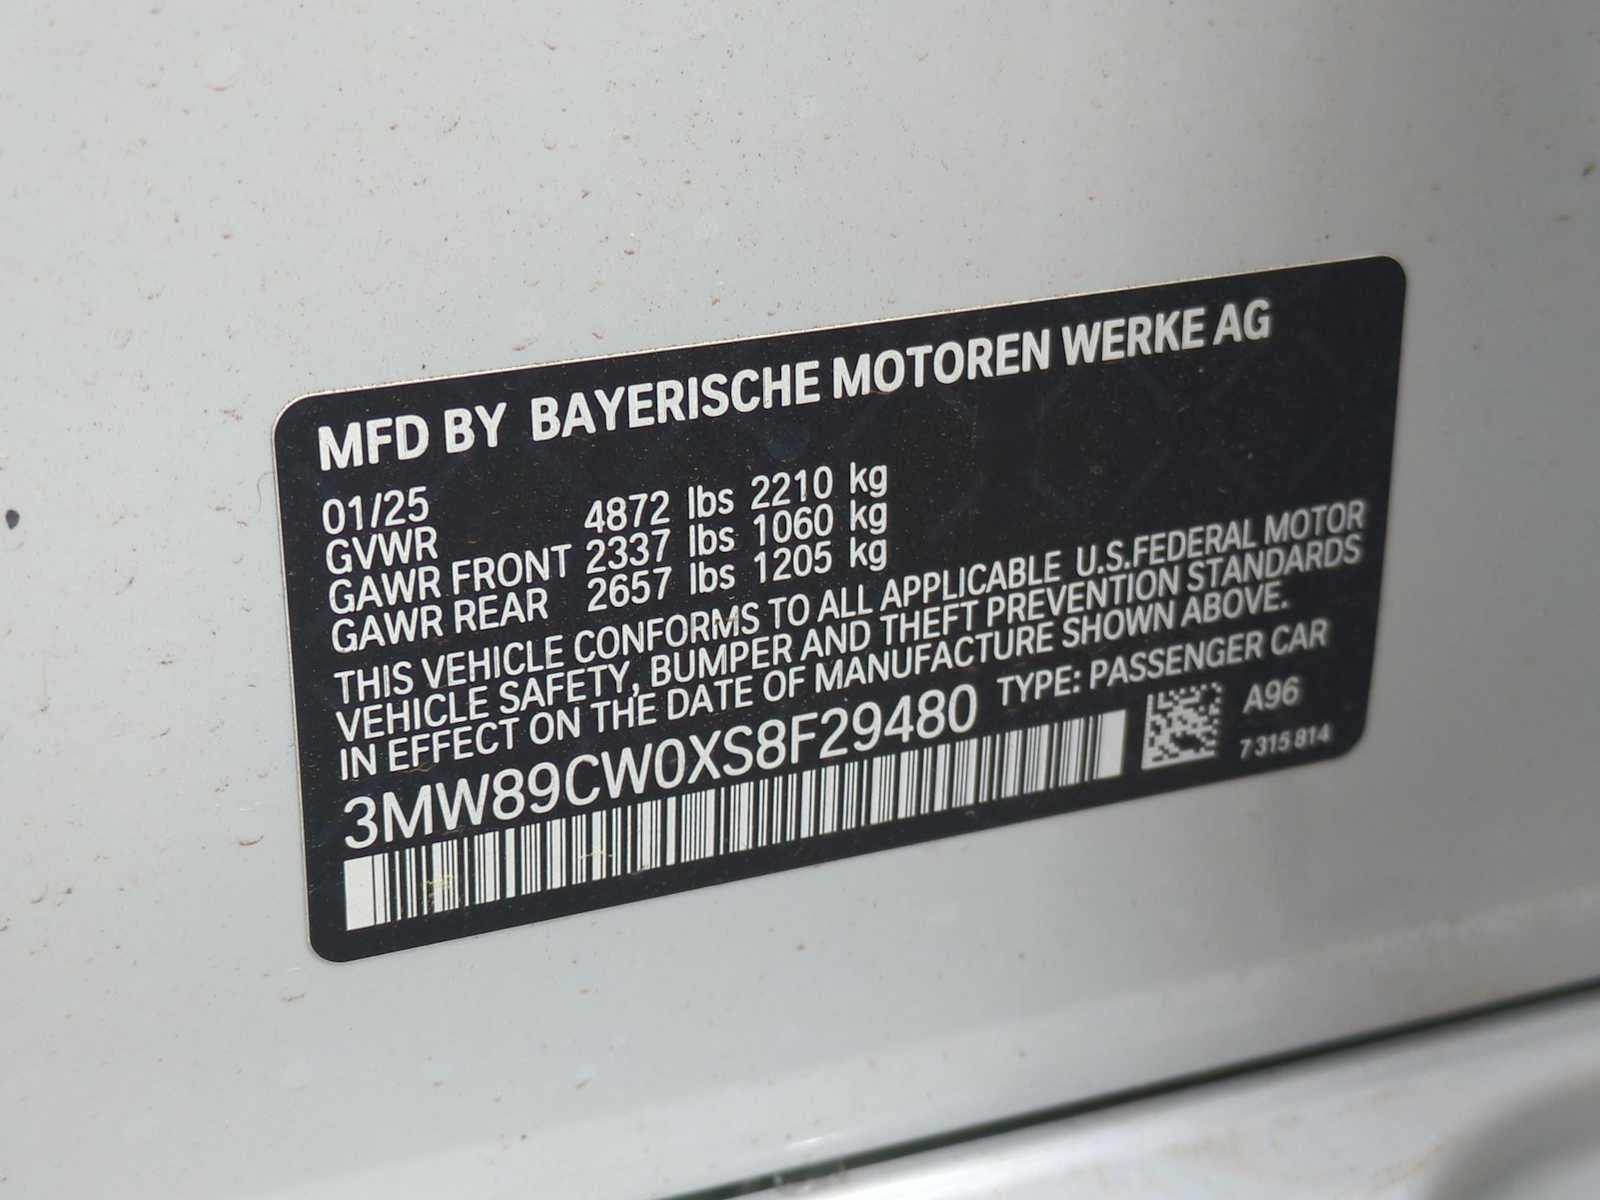 MFD BY BAYERISCHE MOTOREN WERKE AG
01/25
GVWR 4872 lbs 2210 kg
GAWR FRONT 2337 lbs 1060 kg
GAWR REAR 2657 lbs 1205 kg
THIS VEHICLE CONFORMS TO ALL APPLICABLE U.S.FEDERAL MOTOR
VEHICLE SAFETY, BUMPER AND THEFT PREVENTION STANDARDS
IN EFFECT ON THE DATE OF MANUFACTURE SHOWN ABOVE.
3MW89CW0XS8F29480 TYPE: PASSENGER CAR
A96
7 315 814